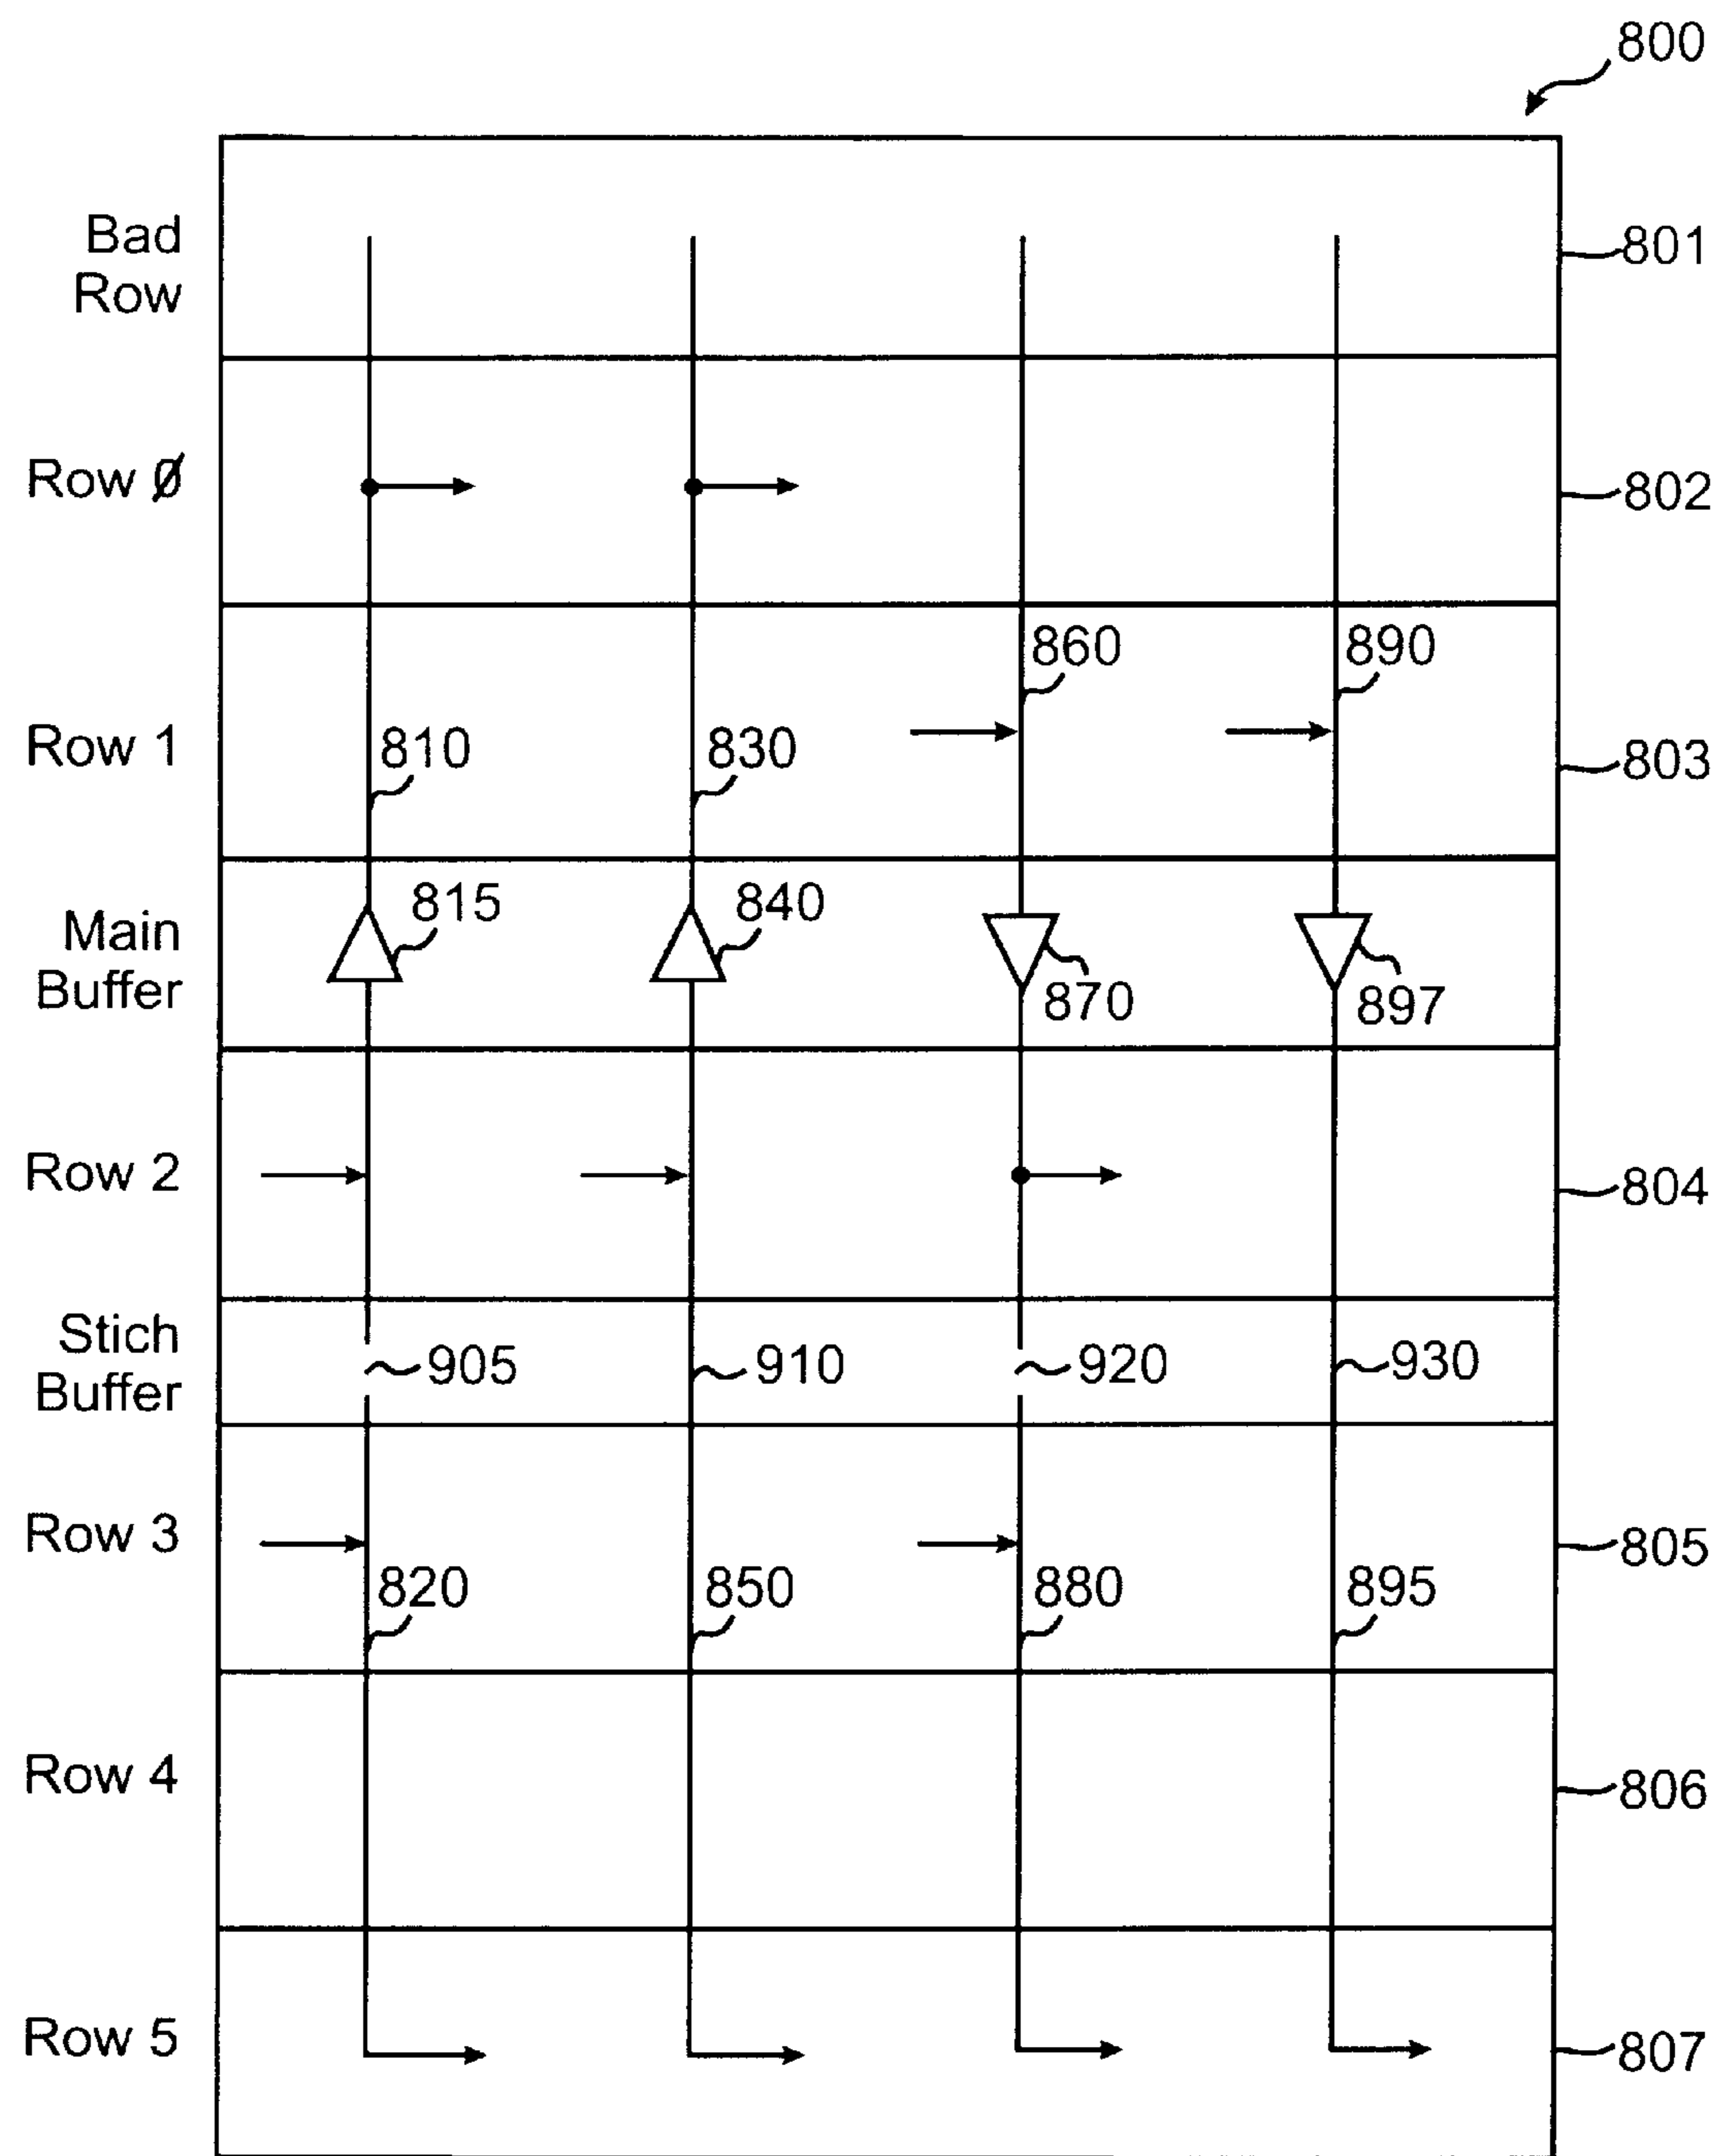 800
Bad
Row
801
Row Ø
802
860
890
Row 1
810
830
803
Main
Buffer
815
840
870
897
Row 2
804
Stich
Buffer
905
910
920
930
Row 3
805
820
850
880
895
Row 4
806
Row 5
807